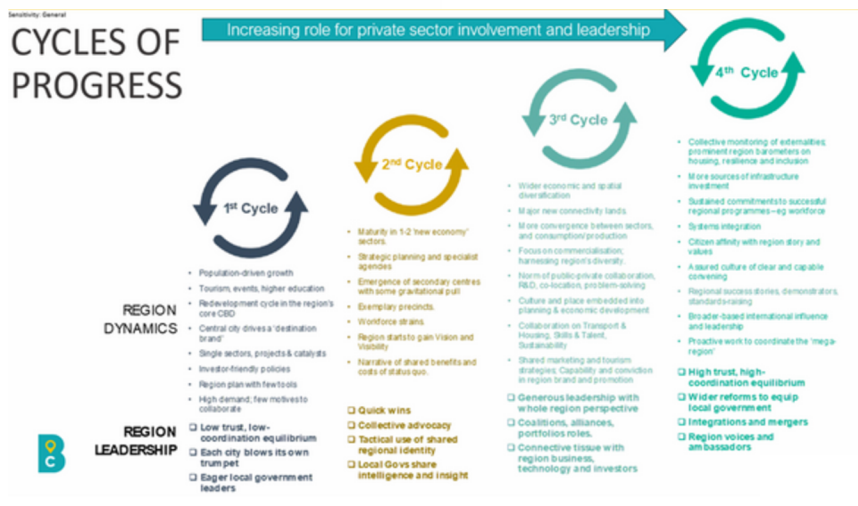 Sensitivity: General
CYCLES OF
PROGRESS
Increasing role for private sector involvement and leadership
1st Cycle
• Population-driven growth
• Tourism, events, higher education
• Redevelopment cycle in the region's
core CBD
• Central city drives a 'destination
brand'
• Single sectors, projects & catalysts
• Investor-friendly policies
• Region plan with few tools
• High demand; few motives to
collaborate
❑ Low trust, low-
coordination equilibrium
❑ Each city blows its own
trumpet
❑ Eager local government
leaders
2nd Cycle
• Maturity in 1-2 'new economy'
sectors.
• Strategic planning and specialist
agencies
• Emergence of secondary centres
with some gravitational pull
• Exemplary precincts.
• Workforce strains.
• Region starts to gain Vision and
Visibility
• Narrative of shared benefits and
costs of status quo.
❑ Quick wins
❑ Collective advocacy
❑ Tactical use of shared
regional identity
❑ Local Govs share
intelligence and insight
3rd Cycle
• Wider economic and spatial
diversification
• Major new connectivity lands.
• More convergence between sectors,
and consumption/production
• Focus on commercialisation;
harnessing region's diversity.
• Norm of public-private collaboration,
R&D, co-location, problem-solving
• Culture and place embedded into
planning & economic development
• Collaboration on Transport &
Housing, Skills & Talent,
Sustainability
• Shared marketing and tourism
strategies; Capability and conviction
in region brand and promotion
❑ Generous leadership with
whole region perspective
❑ Coalitions, alliances,
portfolios roles.
❑ Connective tissue with
region business,
technology and investors
4th Cycle
• Collective monitoring of externalities;
prominent region barometers on
housing, resilience and inclusion
• More sources of infrastructure
investment
• Sustained commitments to successful
regional programmes – eg workforce
• Systems integration
• Citizen affinity with region story and
values
• Assured culture of clear and capable
convening
• Regional success stories, demonstrators,
standards-raising
• Broader-based international influence
and leadership
• Proactive work to coordinate the 'mega-
region'
❑ High trust, high-
coordination equilibrium
❑ Wider reforms to equip
local government
❑ Integrations and mergers
❑ Region voices and
ambassadors
REGION
DYNAMICS
REGION
LEADERSHIP
B
C